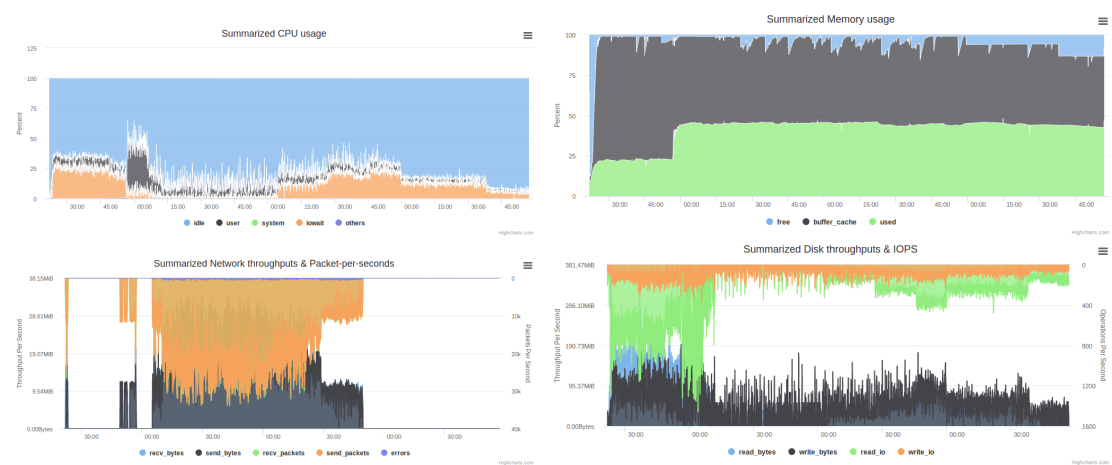 Summarized CPU usage
125
100
75
50
25
0
Percent
30:00 45:00 00:00 15:00 30:00 45:00 00:00 15:00 30:00 45:00 00:00 15:00 30:00 45:00
idle user system iowait others
Highcharts.com
Summarized Memory usage
100
75
50
25
0
Percent
30:00 45:00 00:00 15:00 30:00 45:00 00:00 15:00 30:00 45:00 00:00 15:00 30:00 45:00
free buffer_cache used
Highcharts.com
Summarized Network throughputs & Packet-per-seconds
38.15MiB 0
28.61MiB 10k
19.07MiB 20k
9.54MiB 30k
0.00Bytes 40k
Throughput Per Second
Packets Per Second
30:00 00:00 30:00 00:00 30:00 00:00 30:00
recv_bytes send_bytes recv_packets send_packets errors
Highcharts.com
Summarized Disk throughputs & IOPS
381.47MiB 0
286.10MiB 400
190.73MiB 800
95.37MiB 1200
0.00Bytes 1600
Throughput Per Second
Operations Per Second
30:00 00:00 30:00 00:00 30:00 00:00 30:00
read_bytes write_bytes read_io write_io
Highcharts.com